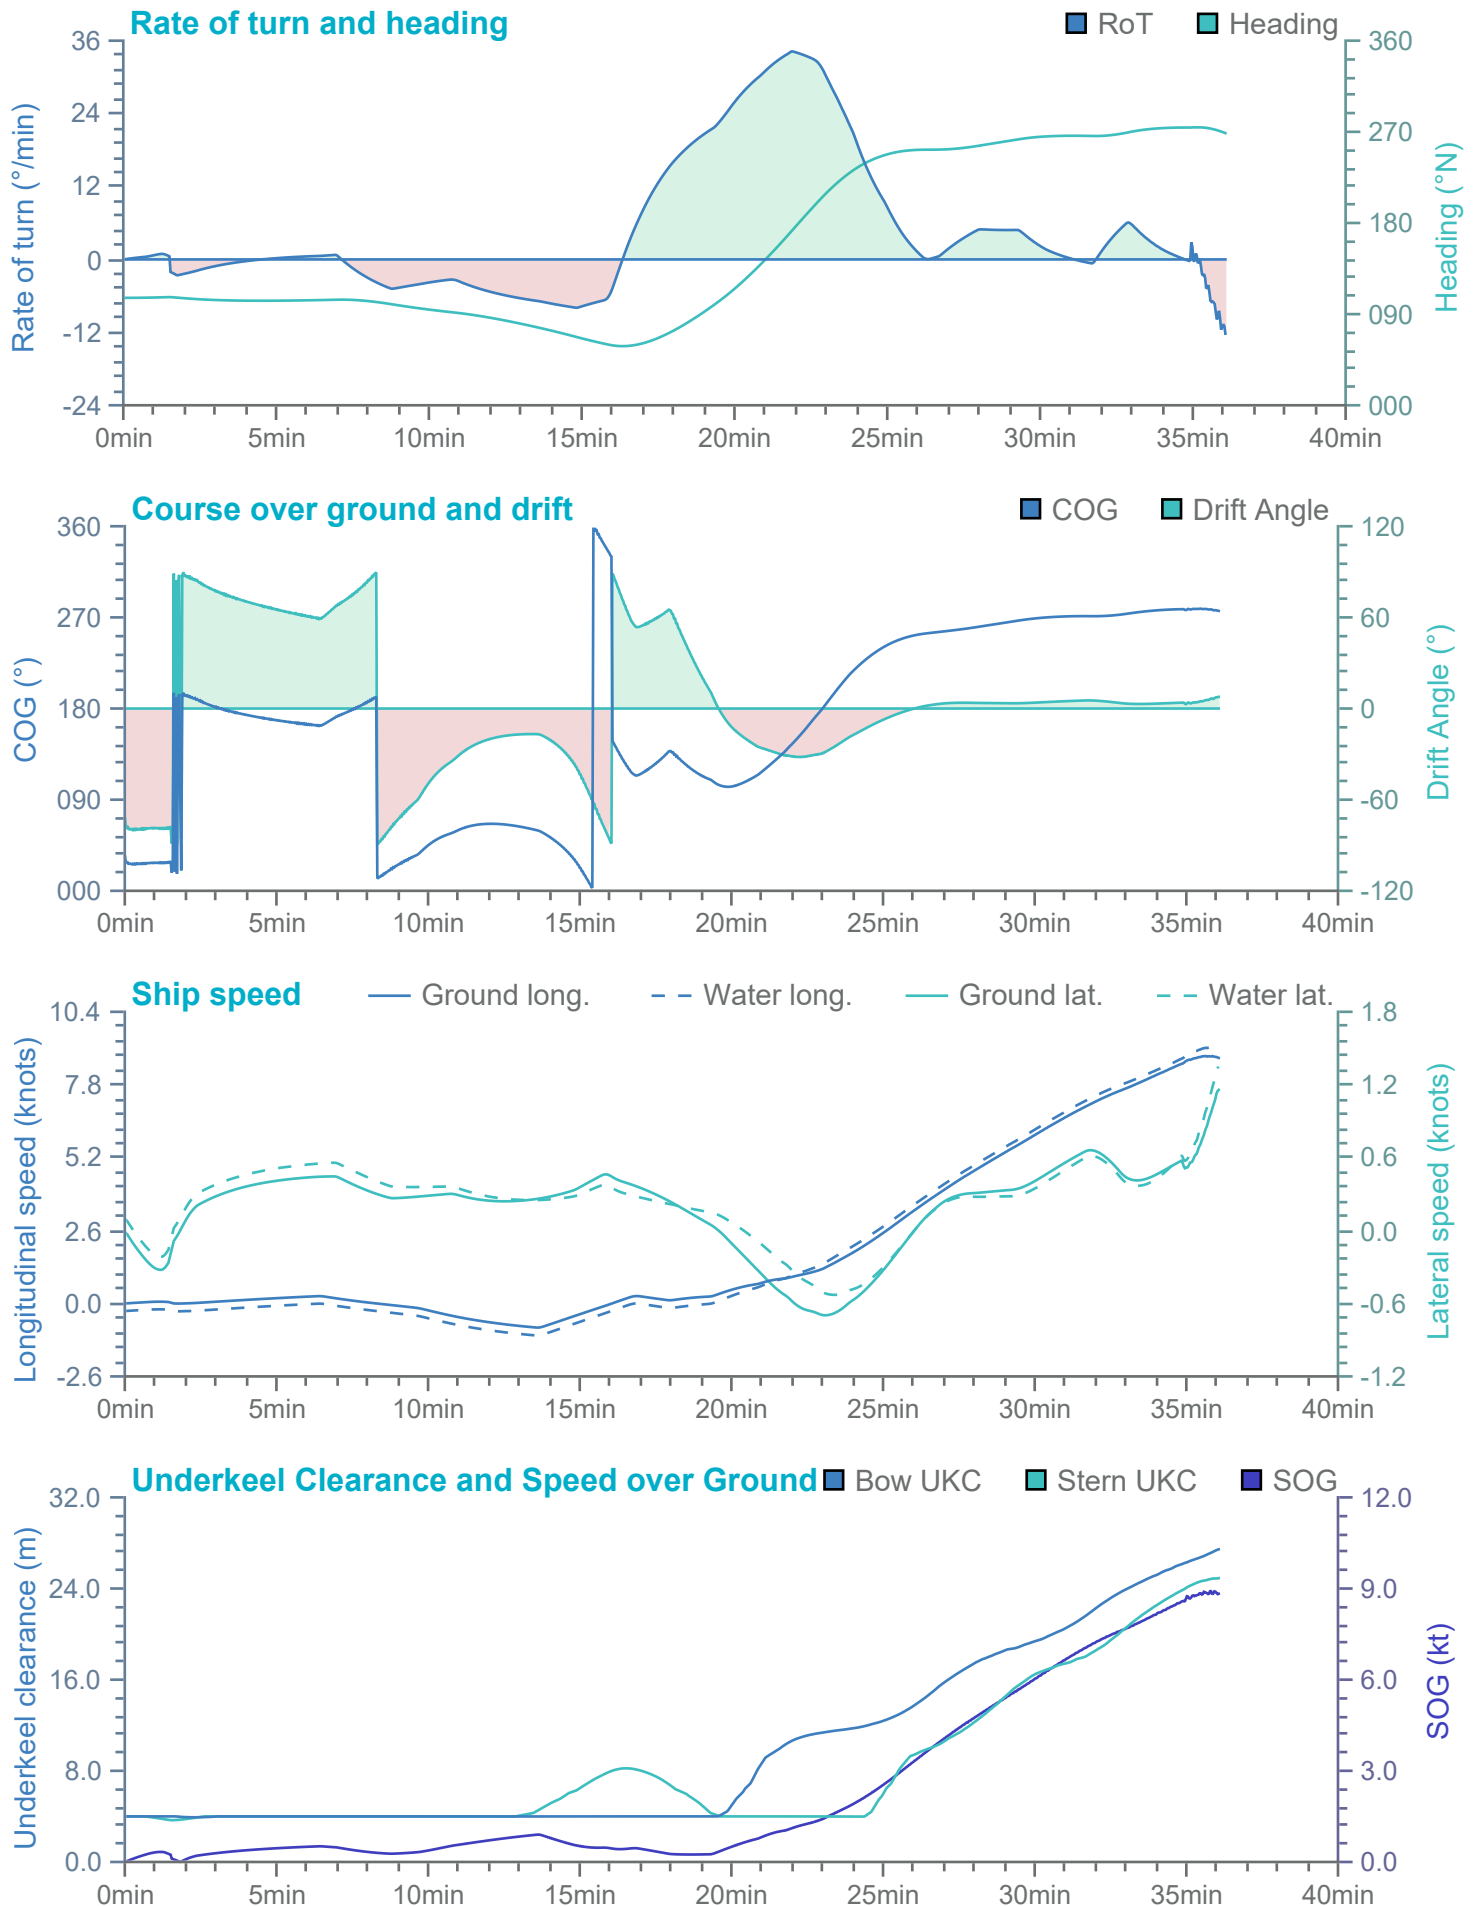 Rate of turn and heading
RoT
Heading
36
24
12
0
-12
-24
Rate of turn (°/min)
360
270
180
090
000
Heading (°N)
0min 5min 10min 15min 20min 25min 30min 35min 40min
Course over ground and drift
COG
Drift Angle
360
270
180
090
000
COG (°)
120
60
0
-60
-120
Drift Angle (°)
0min 5min 10min 15min 20min 25min 30min 35min 40min
Ship speed
Ground long.
Water long.
Ground lat.
Water lat.
10.4
7.8
5.2
2.6
0.0
-2.6
Longitudinal speed (knots)
1.8
1.2
0.6
0.0
-0.6
-1.2
Lateral speed (knots)
0min 5min 10min 15min 20min 25min 30min 35min 40min
Underkeel Clearance and Speed over Ground
Bow UKC
Stern UKC
SOG
32.0
24.0
16.0
8.0
0.0
Underkeel clearance (m)
12.0
9.0
6.0
3.0
0.0
SOG (kt)
0min 5min 10min 15min 20min 25min 30min 35min 40min